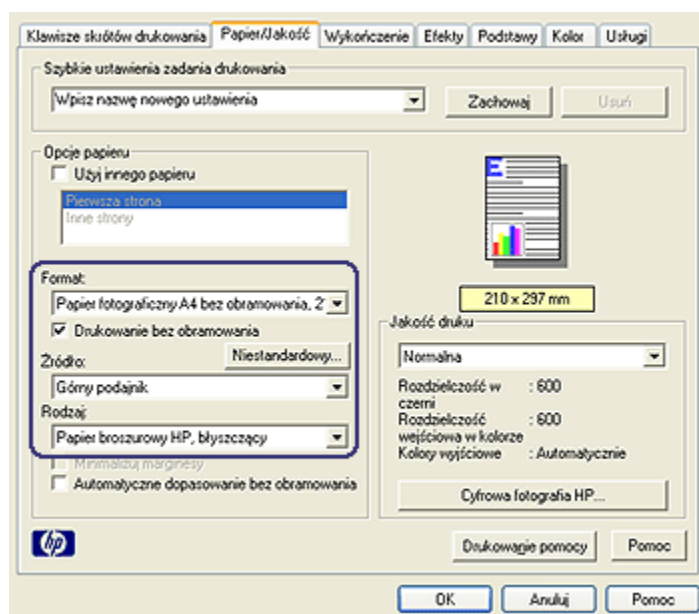 Klawisze skrótów drukowania Papier/Jakość Wykończenie Efekty Podstawy Kolor Usługi
Szybkie ustawienia zadania drukowania
Wpisz nazwę nowego ustawienia Zachowaj Usuń
Opcje papieru
Użyj innego papieru
Pierwsza strona
Inne strony
Format:
Papier fotograficzny A4 bez obramowania, 2
Drukowanie bez obramowania
Niestandardowy...
Źródło:
Górny podajnik
Rodzaj:
Papier broszurowy HP, błyszczący
Minimalizuj marginesy
Automatyczne dopasowanie bez obramowania
E
210 x 297 mm
Jakość druku
Normalna
Rozdzielczość w : 600
czerni
Rozdzielczość : 600
wejściowa w kolorze
Kolory wyjściowe : Automatycznie
Cyfrowa fotografia HP...
hp
Drukowanie pomocy Pomoc
OK Anuluj Pomoc